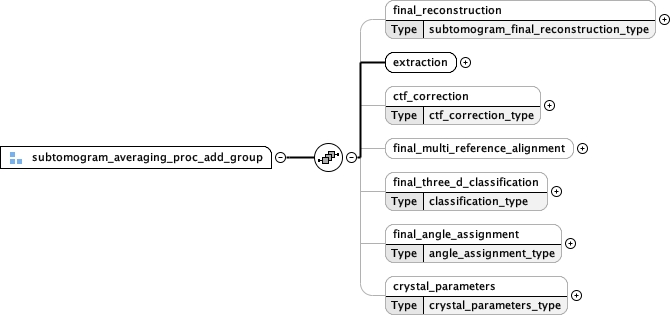 final_reconstruction
Type subtomogram_final_reconstruction_type
extraction
ctf_correction
Type ctf_correction_type
subtomogram_averaging_proc_add_group
final_multi_reference_alignment
final_three_d_classification
Type classification_type
final_angle_assignment
Type angle_assignment_type
crystal_parameters
Type crystal_parameters_type